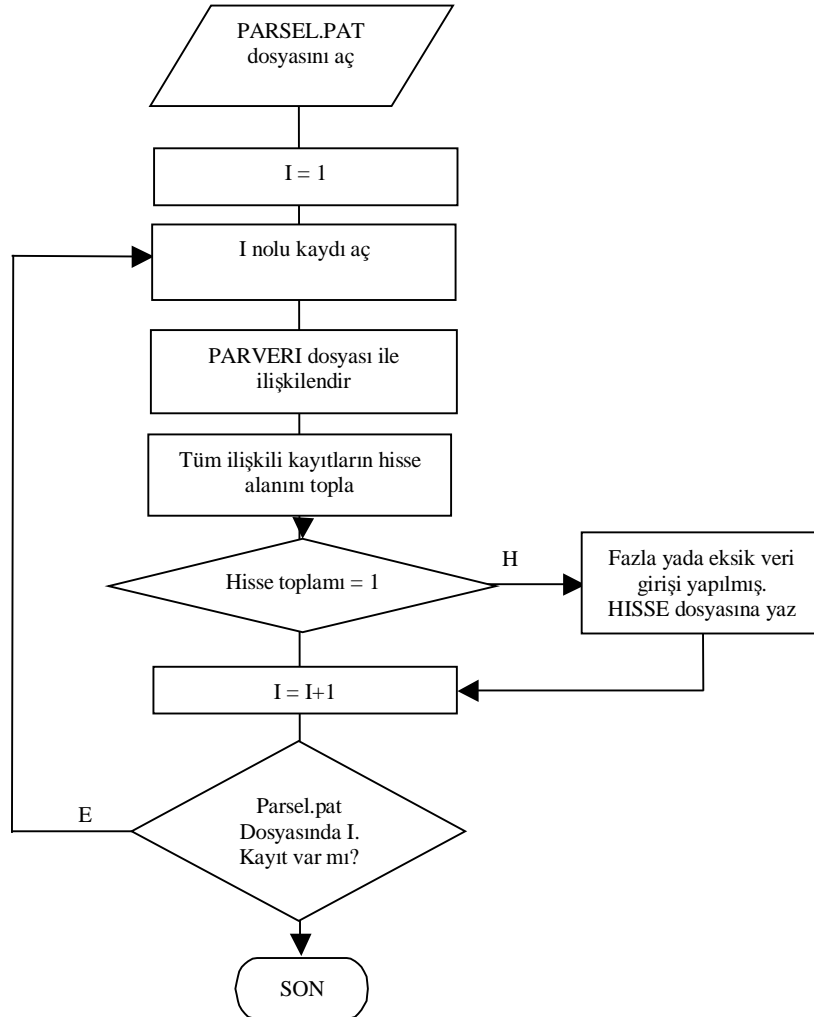 PARSEL.PAT
dosyasını aç
I = 1
I nolu kaydı aç
PARVERI dosyası ile
ilişkilendir
Tüm ilişkili kayıtların hisse
alanını topla
Hisse toplamı = 1
H
Fazla yada eksik veri
girişi yapılmış.
HISSE dosyasına yaz
I = I+1
E
Parsel.pat
Dosyasında I.
Kayıt var mı?
SON